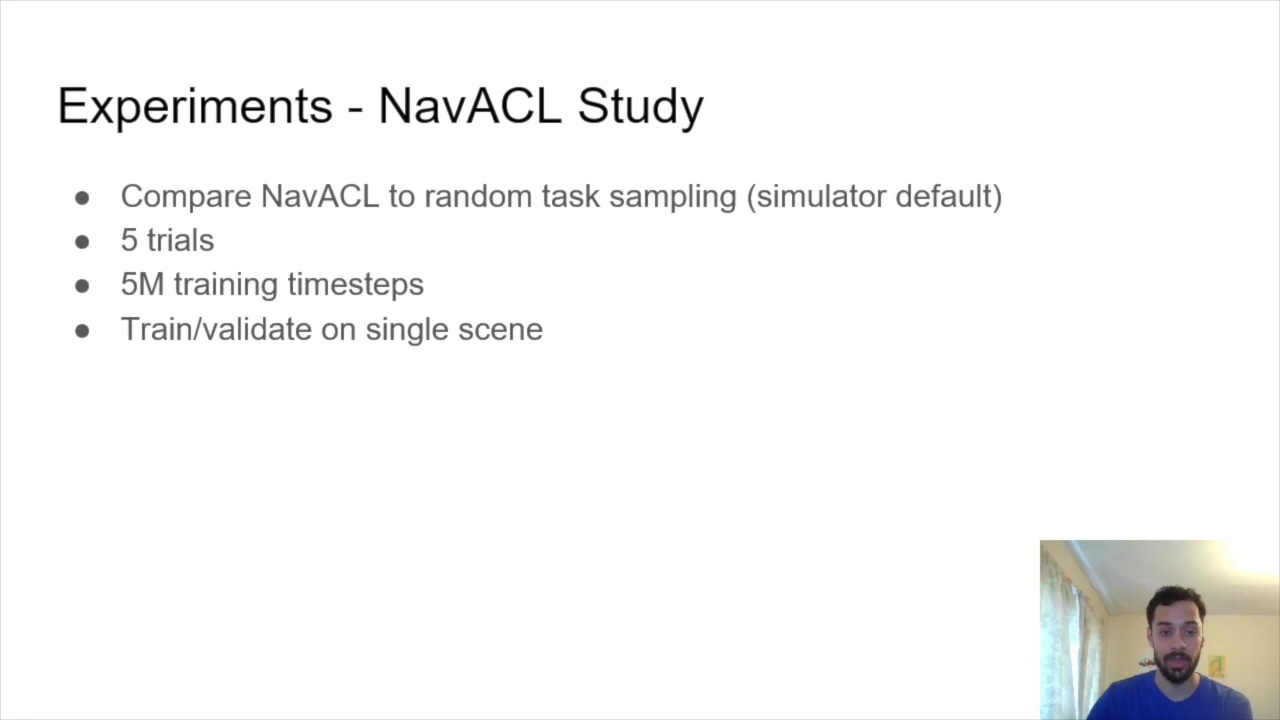 Experiments - NavACL Study
● Compare NavACL to random task sampling (simulator default)
● 5 trials
● 5M training timesteps
● Train/validate on single scene